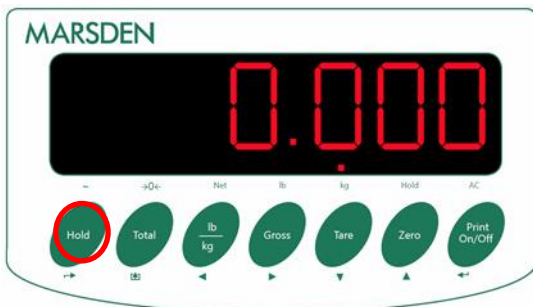 MARSDEN
0.000
~ →0← Net lb kg Hold AC
Hold Total lb/kg Gross Tare Zero Print On/Off